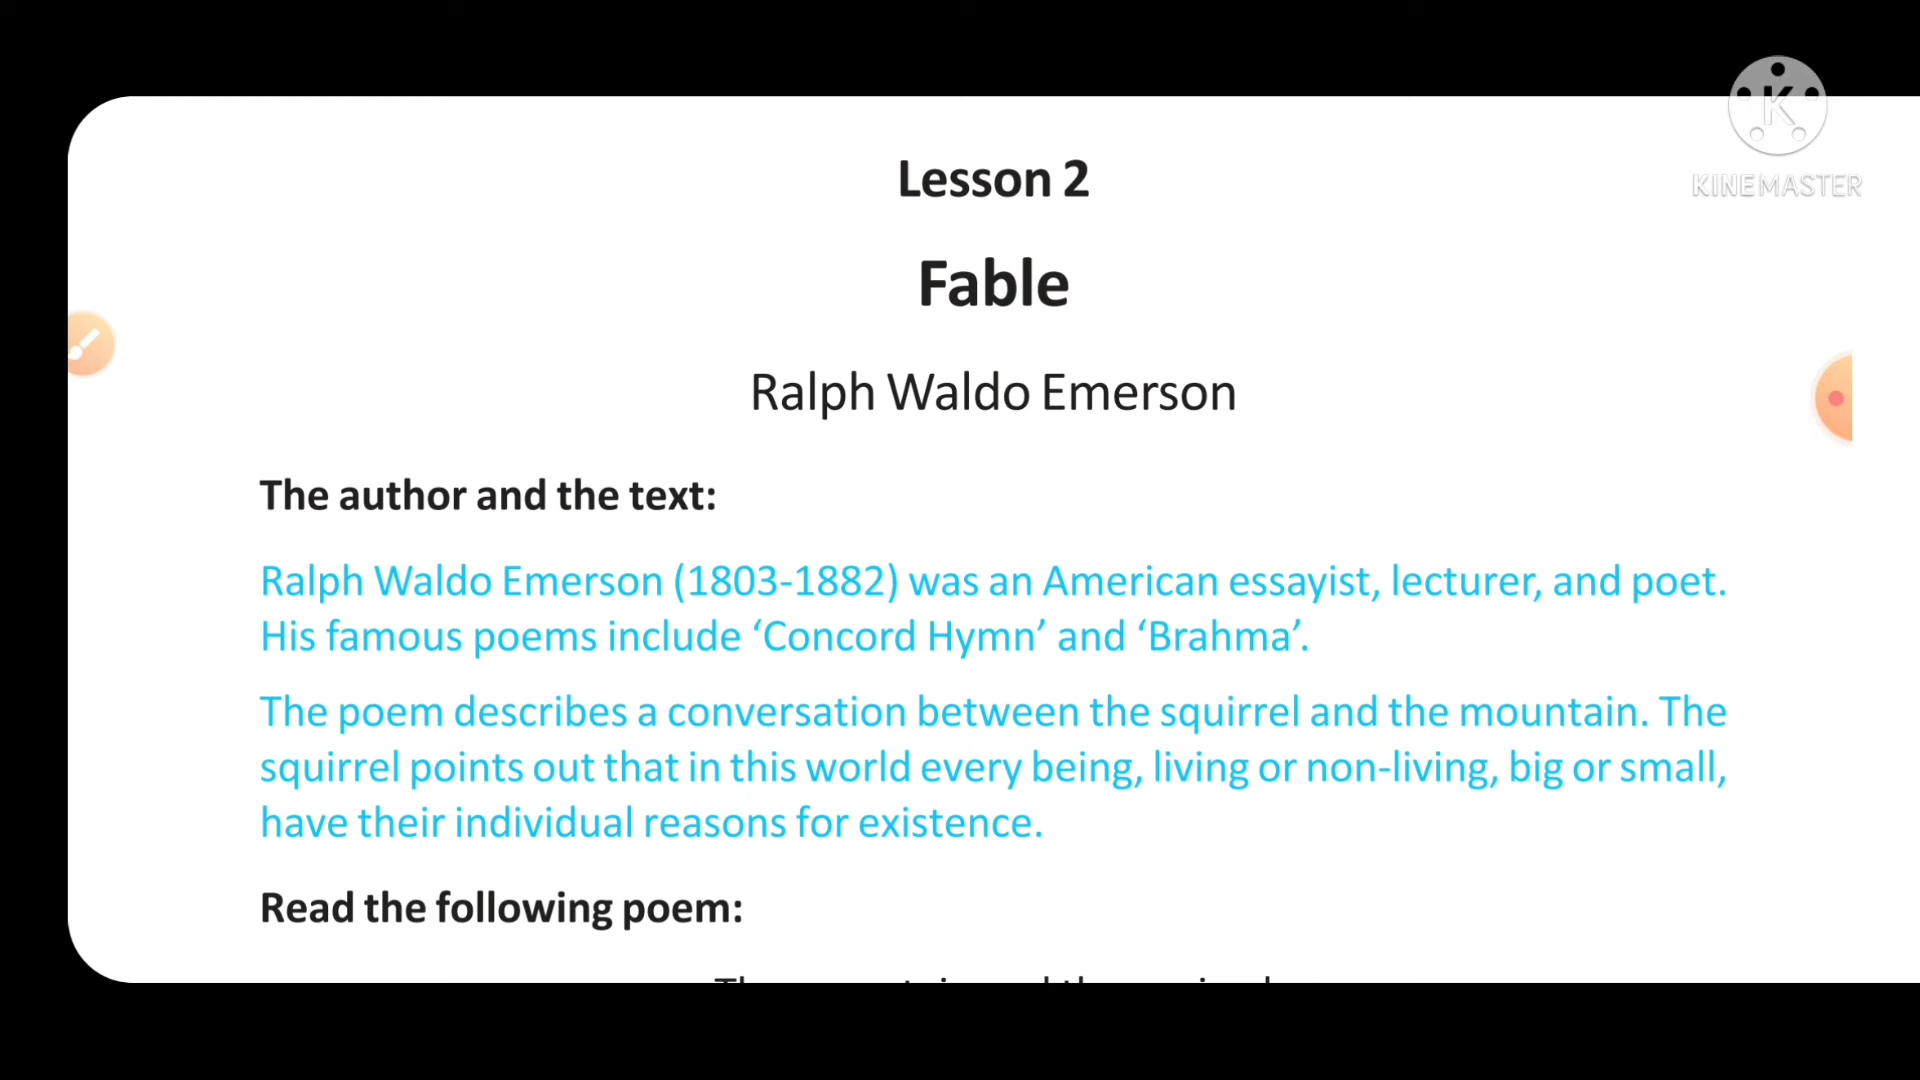 K
KINEMASTER
Lesson 2
Fable
Ralph Waldo Emerson
The author and the text:
Ralph Waldo Emerson (1803-1882) was an American essayist, lecturer, and poet.
His famous poems include ‘Concord Hymn’ and ‘Brahma’.
The poem describes a conversation between the squirrel and the mountain. The
squirrel points out that in this world every being, living or non-living, big or small,
have their individual reasons for existence.
Read the following poem: